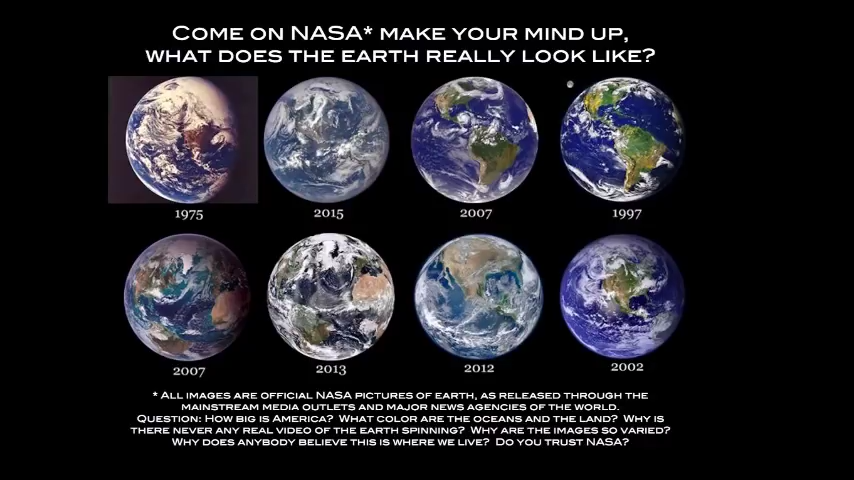 COME ON NASA* MAKE YOUR MIND UP,
WHAT DOES THE EARTH REALLY LOOK LIKE?
1975
2015
2007
1997
2007
2013
2012
2002
* ALL IMAGES ARE OFFICIAL NASA PICTURES OF EARTH, AS RELEASED THROUGH THE
MAINSTREAM MEDIA OUTLETS AND MAJOR NEWS AGENCIES OF THE WORLD.
QUESTION: HOW BIG IS AMERICA? WHAT COLOR ARE THE OCEANS AND THE LAND? WHY IS
THERE NEVER ANY REAL VIDEO OF THE EARTH SPINNING? WHY ARE THE IMAGES SO VARIED?
WHY DOES ANYBODY BELIEVE THIS IS WHERE WE LIVE? DO YOU TRUST NASA?